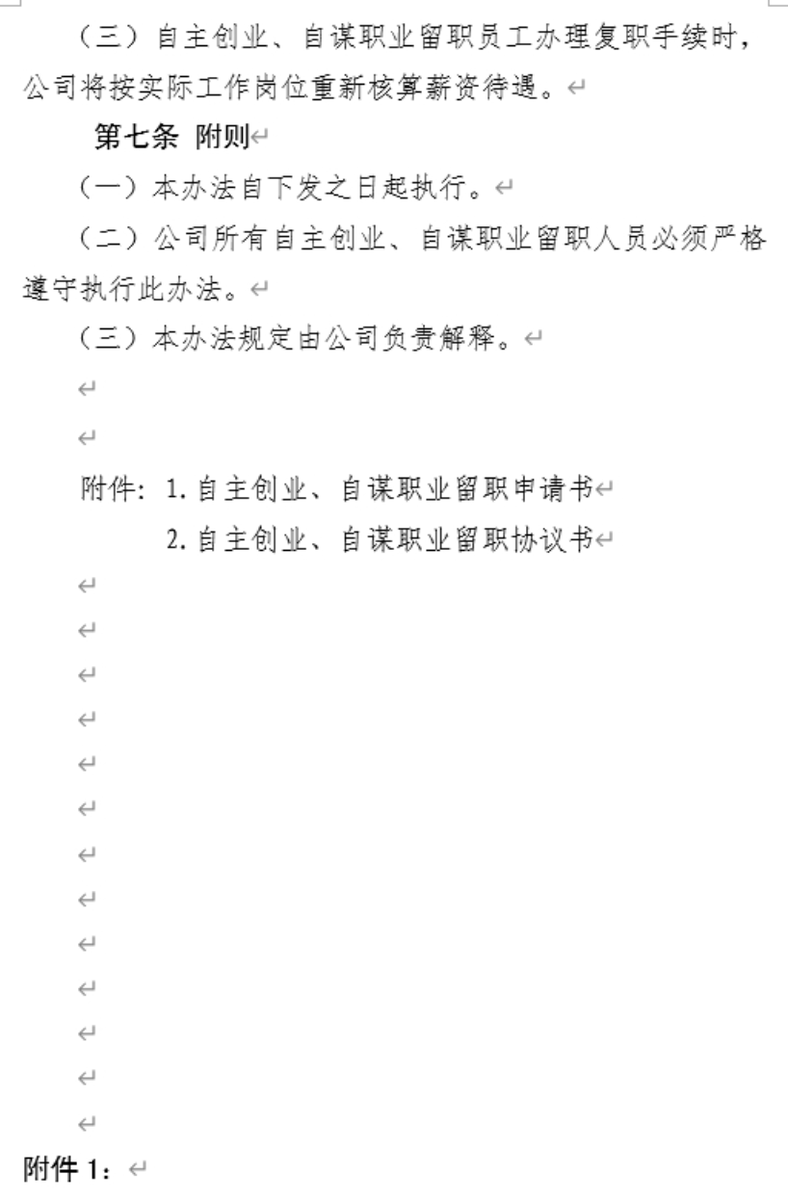 （三）自主创业、自谋职业留职员工办理复职手续时，
公司将按实际工作岗位重新核算薪资待遇。
第七条 附则
（一）本办法自下发之日起执行。
（二）公司所有自主创业、自谋职业留职人员必须严格
遵守执行此办法。
（三）本办法规定由公司负责解释。
附件：1.自主创业、自谋职业留职申请书
2.自主创业、自谋职业留职协议书
附件1：